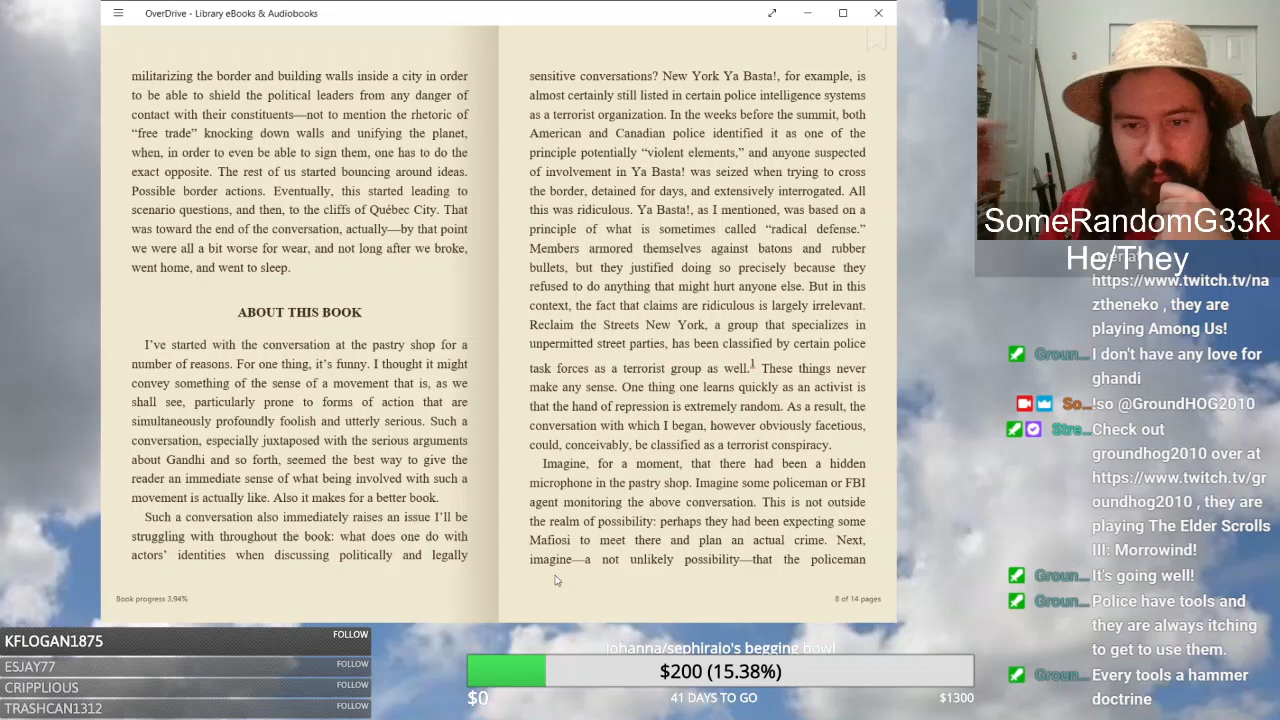 OverDrive - Library eBooks & Audiobooks
militarizing the border and building walls inside a city in order
to be able to shield the political leaders from any danger of
contact with their constituents—not to mention the rhetoric of
“free trade” knocking down walls and unifying the planet,
when, in order to even be able to sign them, one has to do the
exact opposite. The rest of us started bouncing around ideas.
Possible border actions. Eventually, this started leading to
scenario questions, and then, to the cliffs of Québec City. That
was toward the end of the conversation, actually—by that point
we were all a bit worse for wear, and not long after we broke,
went home, and went to sleep.
ABOUT THIS BOOK
I’ve started with the conversation at the pastry shop for a
number of reasons. For one thing, it’s funny. I thought it might
convey something of the sense of a movement that is, as we
shall see, particularly prone to forms of action that are
simultaneously profoundly foolish and utterly serious. Such a
conversation, especially juxtaposed with the serious arguments
about Gandhi and so forth, seemed the best way to give the
reader an immediate sense of what being involved with such a
movement is actually like. Also it makes for a better book.
Such a conversation also immediately raises an issue I’ll be
struggling with throughout the book: what does one do with
actors’ identities when discussing politically and legally
Book progress 3.94%
sensitive conversations? New York Ya Basta!, for example, is
almost certainly still listed in certain police intelligence systems
as a terrorist organization. In the weeks before the summit, both
American and Canadian police identified it as one of the
principle potentially “violent elements,” and anyone suspected
of involvement in Ya Basta! was seized when trying to cross
the border, detained for days, and extensively interrogated. All
this was ridiculous. Ya Basta!, as I mentioned, was based on a
principle of what is sometimes called “radical defense.”
Members armored themselves against batons and rubber
bullets, but they justified doing so precisely because they
refused to do anything that might hurt anyone else. But in this
context, the fact that claims are ridiculous is largely irrelevant.
Reclaim the Streets New York, a group that specializes in
unpermitted street parties, has been classified by certain police
task forces as a terrorist group as well.1 These things never
make any sense. One thing one learns quickly as an activist is
that the hand of repression is extremely random. As a result, the
conversation with which I began, however obviously facetious,
could, conceivably, be classified as a terrorist conspiracy.
Imagine, for a moment, that there had been a hidden
microphone in the pastry shop. Imagine some policeman or FBI
agent monitoring the above conversation. This is not outside
the realm of possibility: perhaps they had been expecting some
Mafiosi to meet there and plan an actual crime. Next,
imagine—a not unlikely possibility—that the policeman
8 of 14 pages
SomeRandomG33k
He/They
over at
https://www.twitch.tv/na
ztheneko , they are
playing Among Us!
Groun... I don't have any love for
ghandi
So... !so @GroundHOG2010
Stre... Check out
groundhog2010 over at
https://www.twitch.tv/gr
oundhog2010 , they are
playing The Elder Scrolls
III: Morrowind!
Groun... It's going well!
Groun... Police have tools and
they are always itching
to get to use them.
Groun... Every tools a hammer
doctrine
KFLOGAN1875 FOLLOW
ESJAY77 FOLLOW
CRIPPLIOUS FOLLOW
TRASHCAN1312 FOLLOW
Johanna/sephiraio's begging bowl
$200 (15.38%)
$0 41 DAYS TO GO $1300